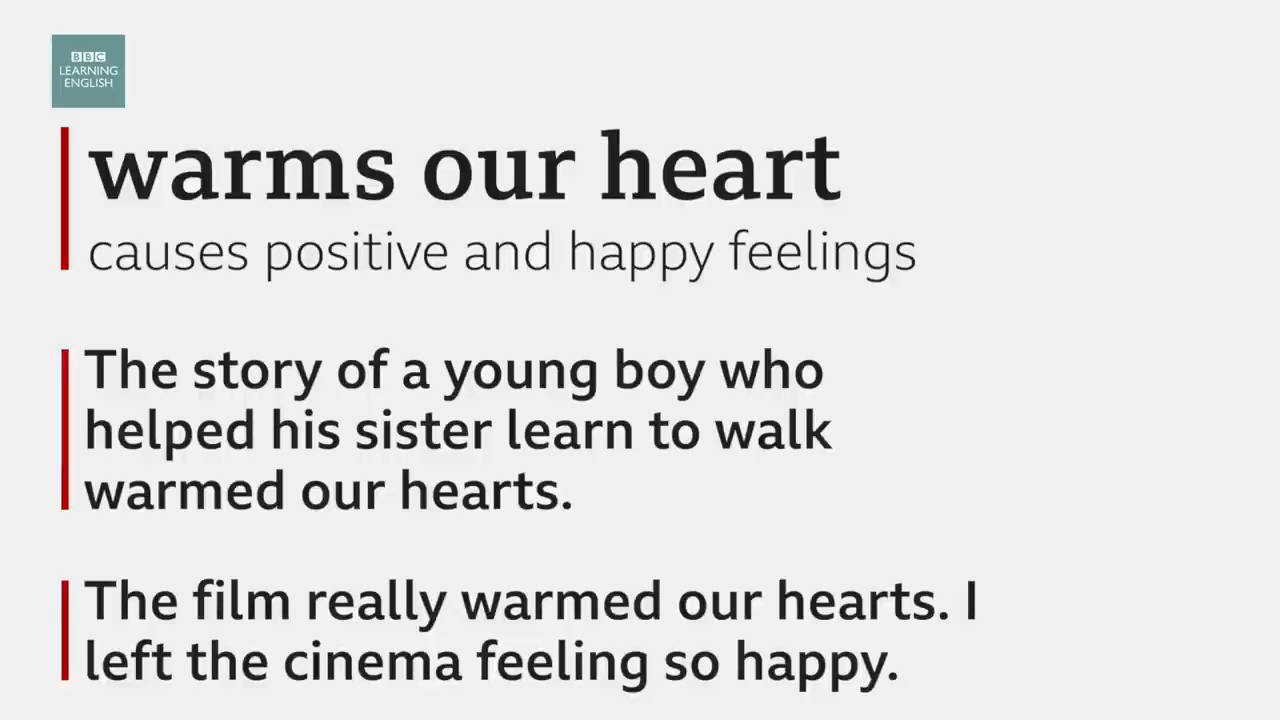 BBC
LEARNING
ENGLISH
warms our heart
causes positive and happy feelings
The story of a young boy who
helped his sister learn to walk
warmed our hearts.
The film really warmed our hearts. I
left the cinema feeling so happy.